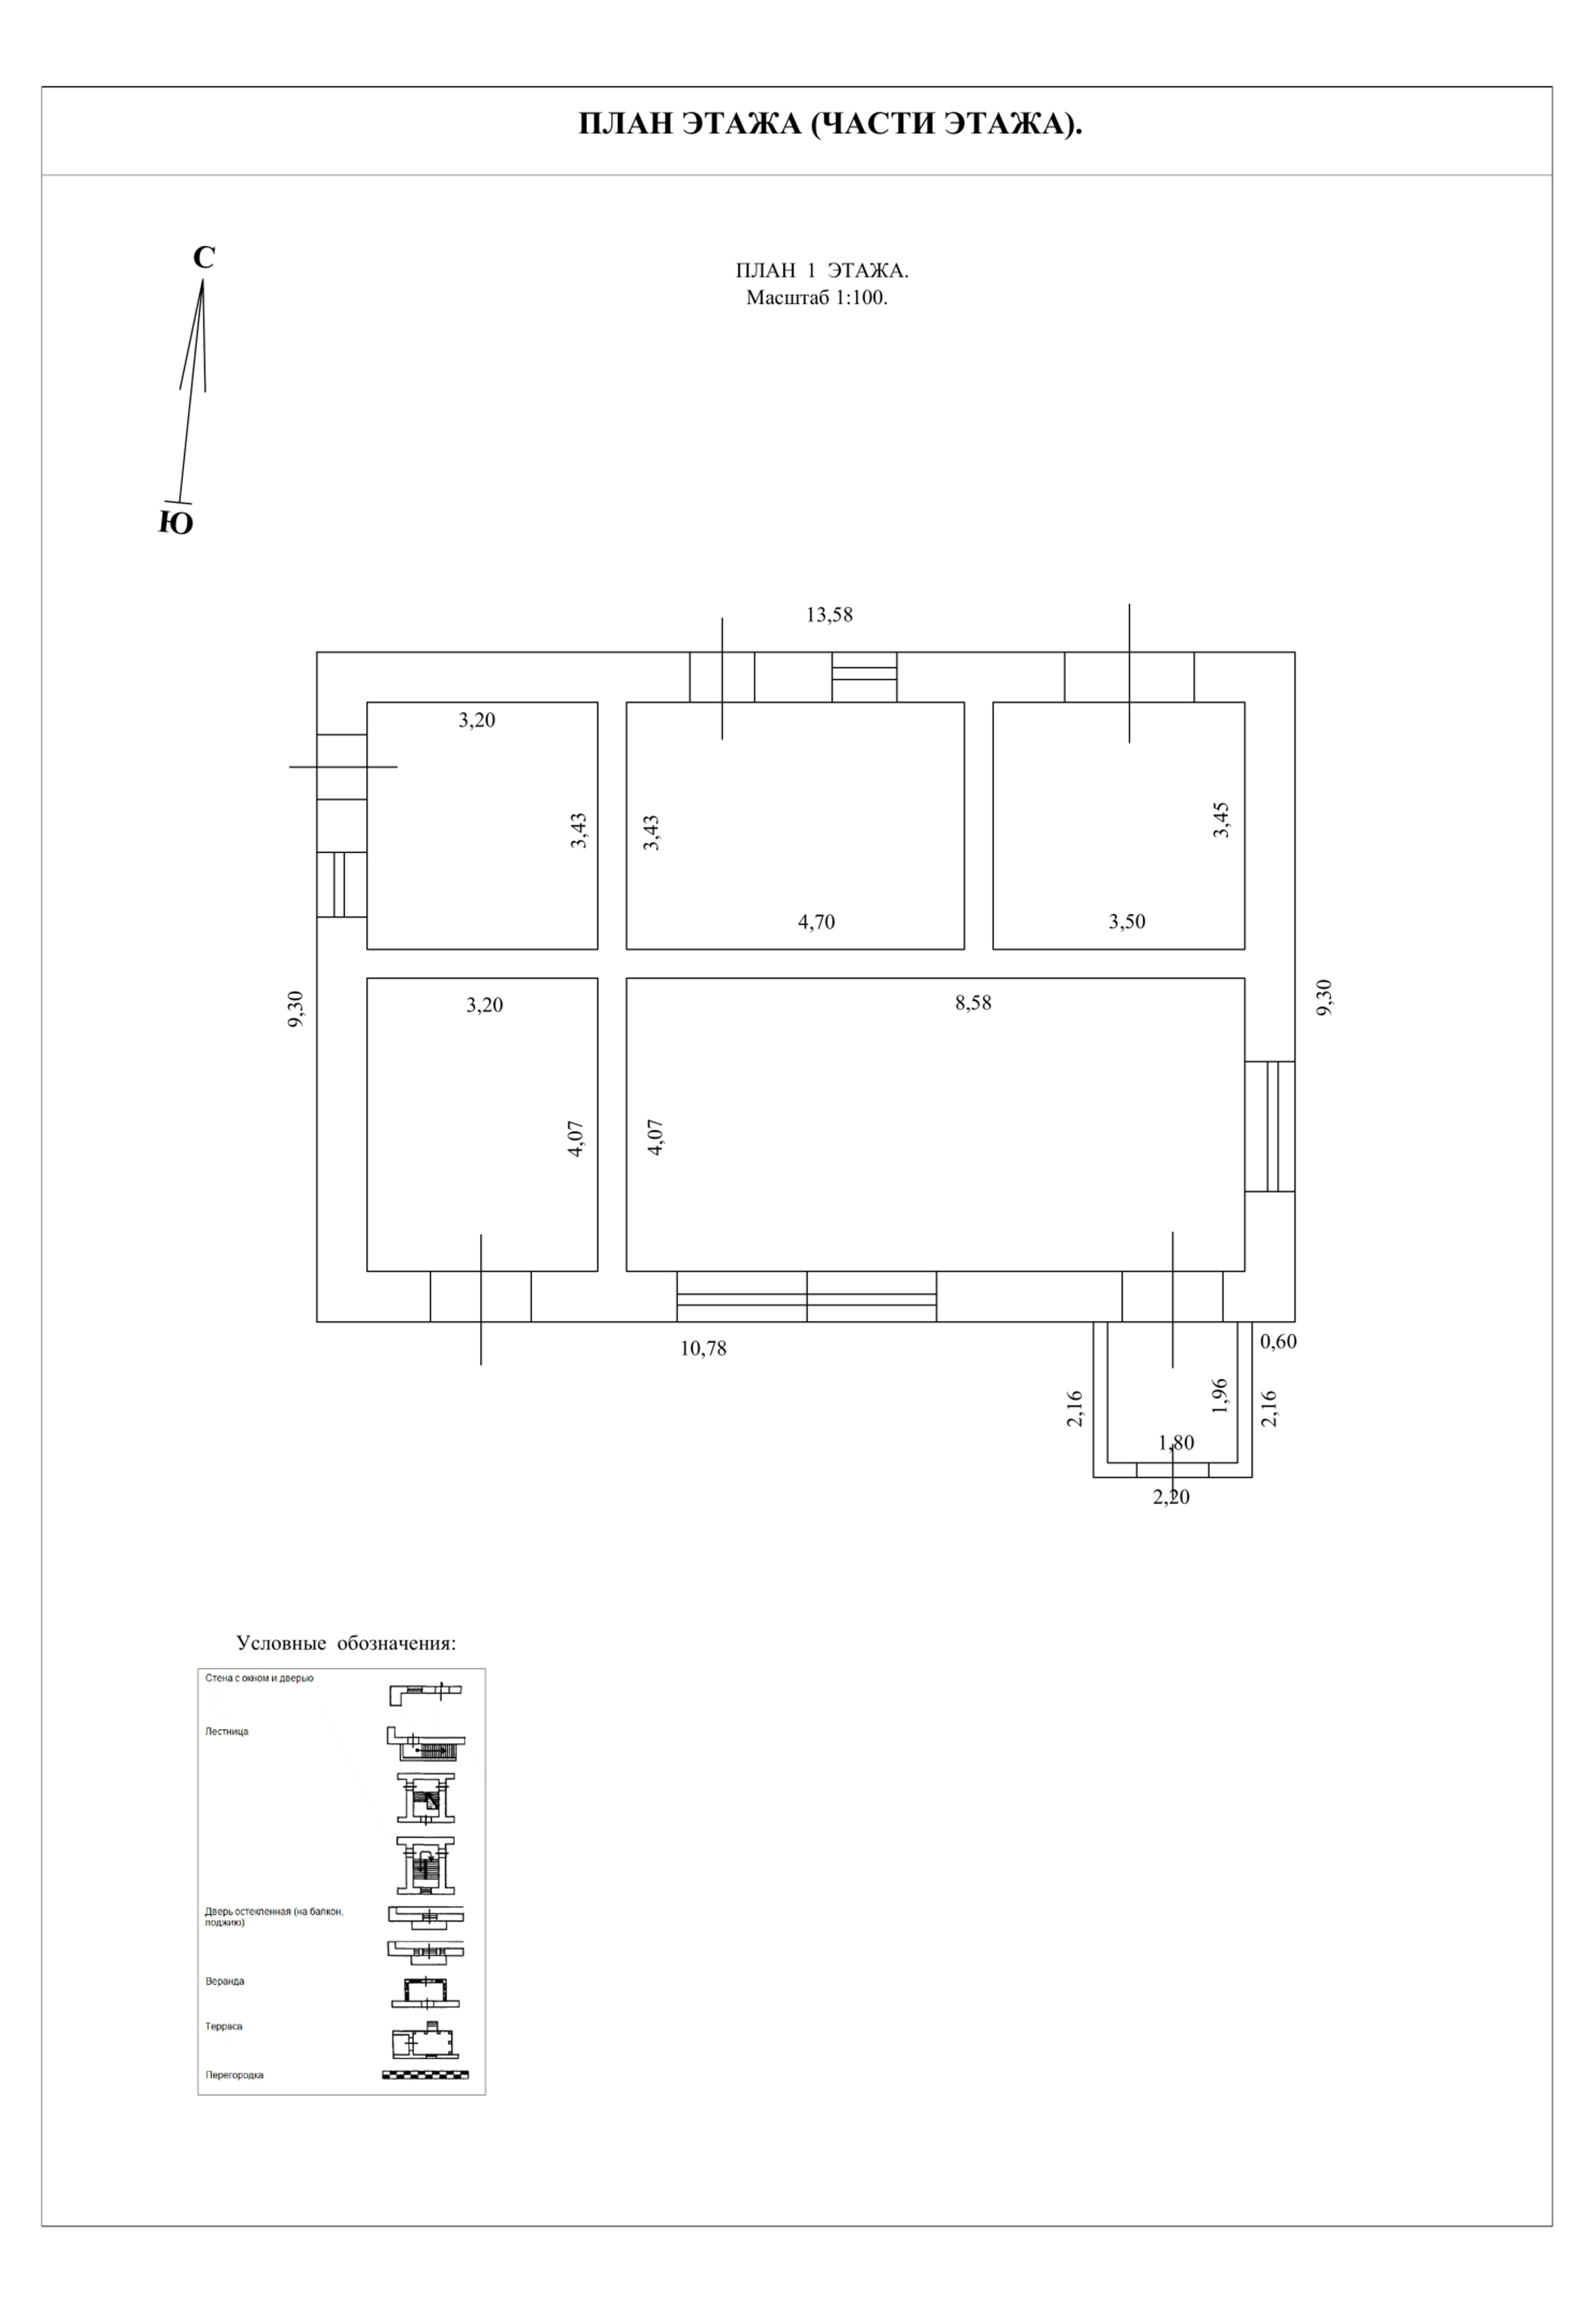 ПЛАН ЭТАЖА (ЧАСТИ ЭТАЖА).
С
ПЛАН 1 ЭТАЖА.
Масштаб 1:100.
Ю
13,58
3,20
3,43
3,43
3,45
4,70
3,50
9,30
3,20
8,58
9,30
4,07
4,07
10,78
0,60
2,16
1,96
2,16
1,80
2,20
Условные обозначения:
Стена с окном и дверью
Лестница
Дверь остекленная (на балкон,
лоджию)
Веранда
Терраса
Перегородка